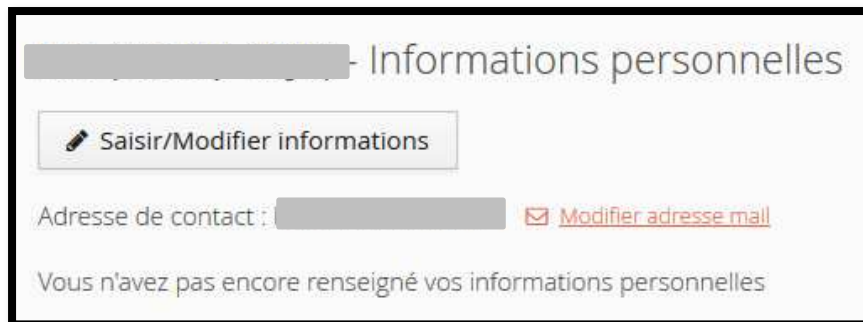 - Informations personnelles
Saisir/Modifier informations
Adresse de contact : Modifier adresse mail
Vous n'avez pas encore renseigné vos informations personnelles